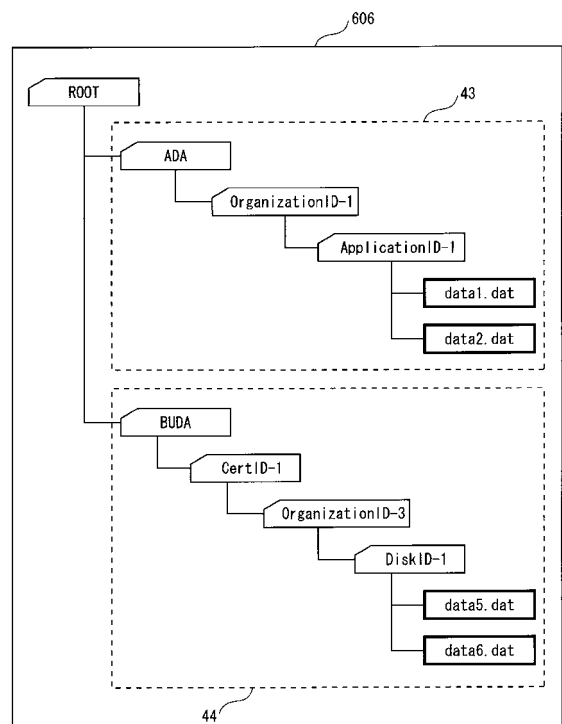 606
ROOT
43
ADA
OrganizationID-1
ApplicationID-1
data1.dat
data2.dat
BUDA
CertID-1
OrganizationID-3
DiskID-1
data5.dat
data6.dat
44